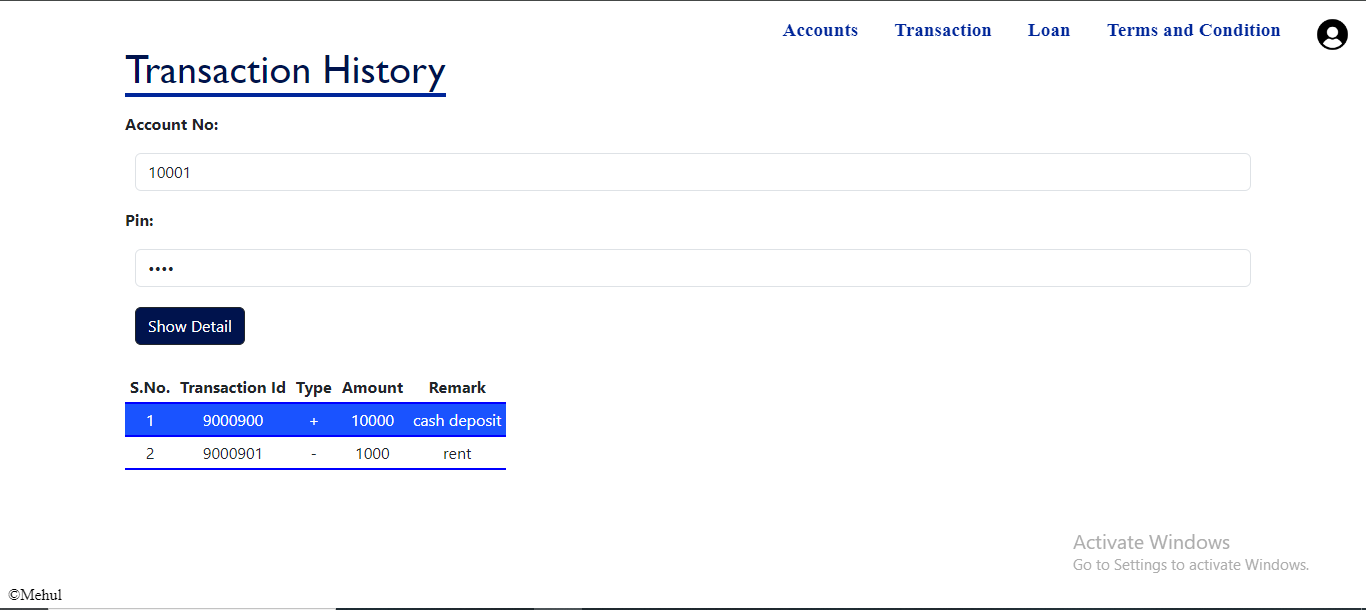 Accounts Transaction Loan Terms and Condition
Transaction History
Account No:
10001
Pin:
••••
Show Detail
S.No. Transaction Id Type Amount Remark
1 9000900 + 10000 cash deposit
2 9000901 - 1000 rent
Activate Windows
Go to Settings to activate Windows.
©Mehul